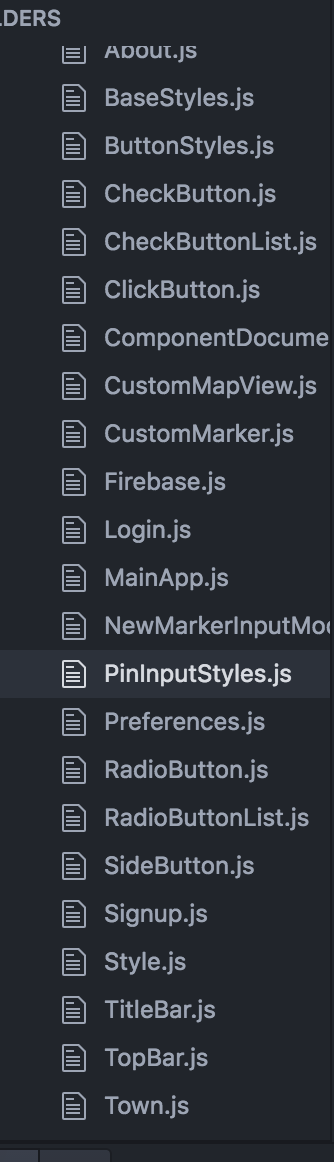 LDERS
About.js
BaseStyles.js
ButtonStyles.js
CheckButton.js
CheckButtonList.js
ClickButton.js
ComponentDocume
CustomMapView.js
CustomMarker.js
Firebase.js
Login.js
MainApp.js
NewMarkerInputMo
PinInputStyles.js
Preferences.js
RadioButton.js
RadioButtonList.js
SideButton.js
Signup.js
Style.js
TitleBar.js
TopBar.js
Town.js